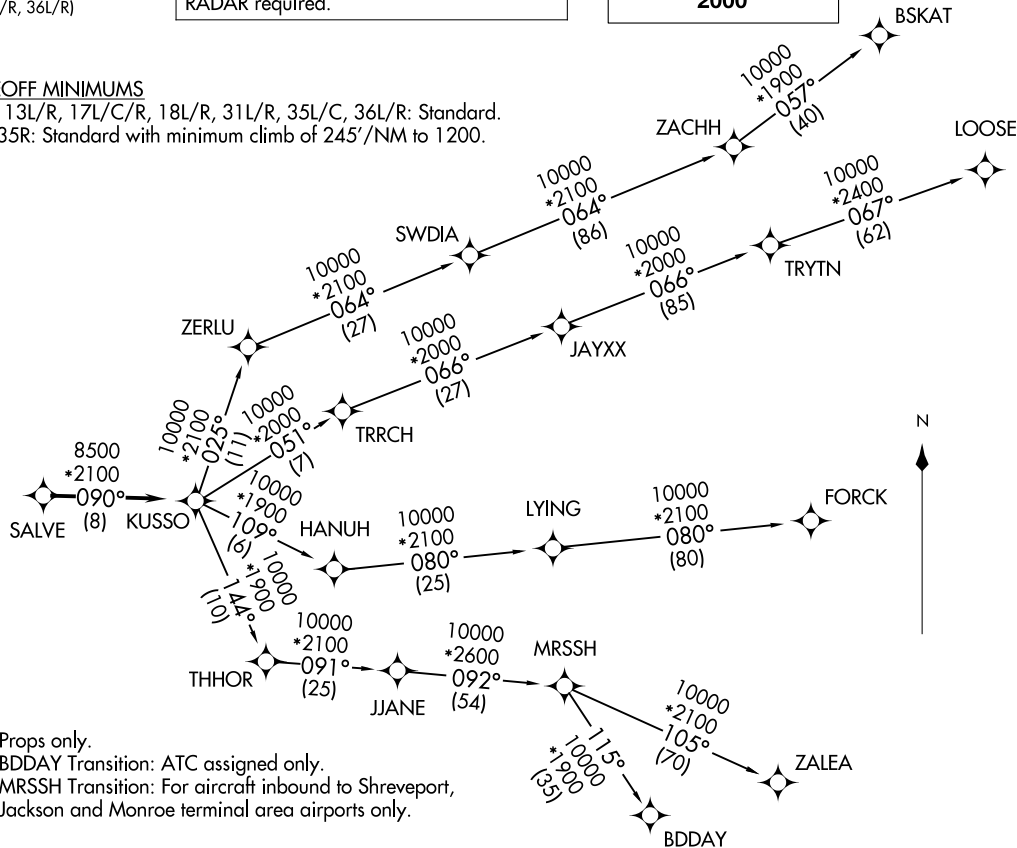 /R, 36L/R)
RADAR required.
2000
BSKAT
OFF MINIMUMS
13L/R, 17L/C/R, 18L/R, 31L/R, 35L/C, 36L/R: Standard.
35R: Standard with minimum climb of 245'/NM to 1200.
10000
*1900
057°
(40)
ZACHH
LOOSE
10000
*2100
064°
(86)
10000
*2400
067°
(62)
SWDIA
TRYTN
10000
*2100
064°
(27)
10000
*2000
066°
(85)
ZERLU
JAYXX
10000
*2000
066°
(27)
10000
*2100
025°
(11)
10000
*2000
051°
(7)
TRRCH
N
8500
*2100
090°
(8)
SALVE
KUSSO
10000
*1900
109°
(6)
HANUH
10000
*2100
080°
(25)
LYING
10000
*2100
080°
(80)
FORCK
10000
*1900
144°
(10)
THHOR
10000
*2100
091°
(25)
JJANE
10000
*2600
092°
(54)
MRSSH
10000
*2100
105°
(70)
ZALEA
115°
10000
*1900
(35)
BDDAY
Props only.
BDDAY Transition: ATC assigned only.
MRSSH Transition: For aircraft inbound to Shreveport,
Jackson and Monroe terminal area airports only.